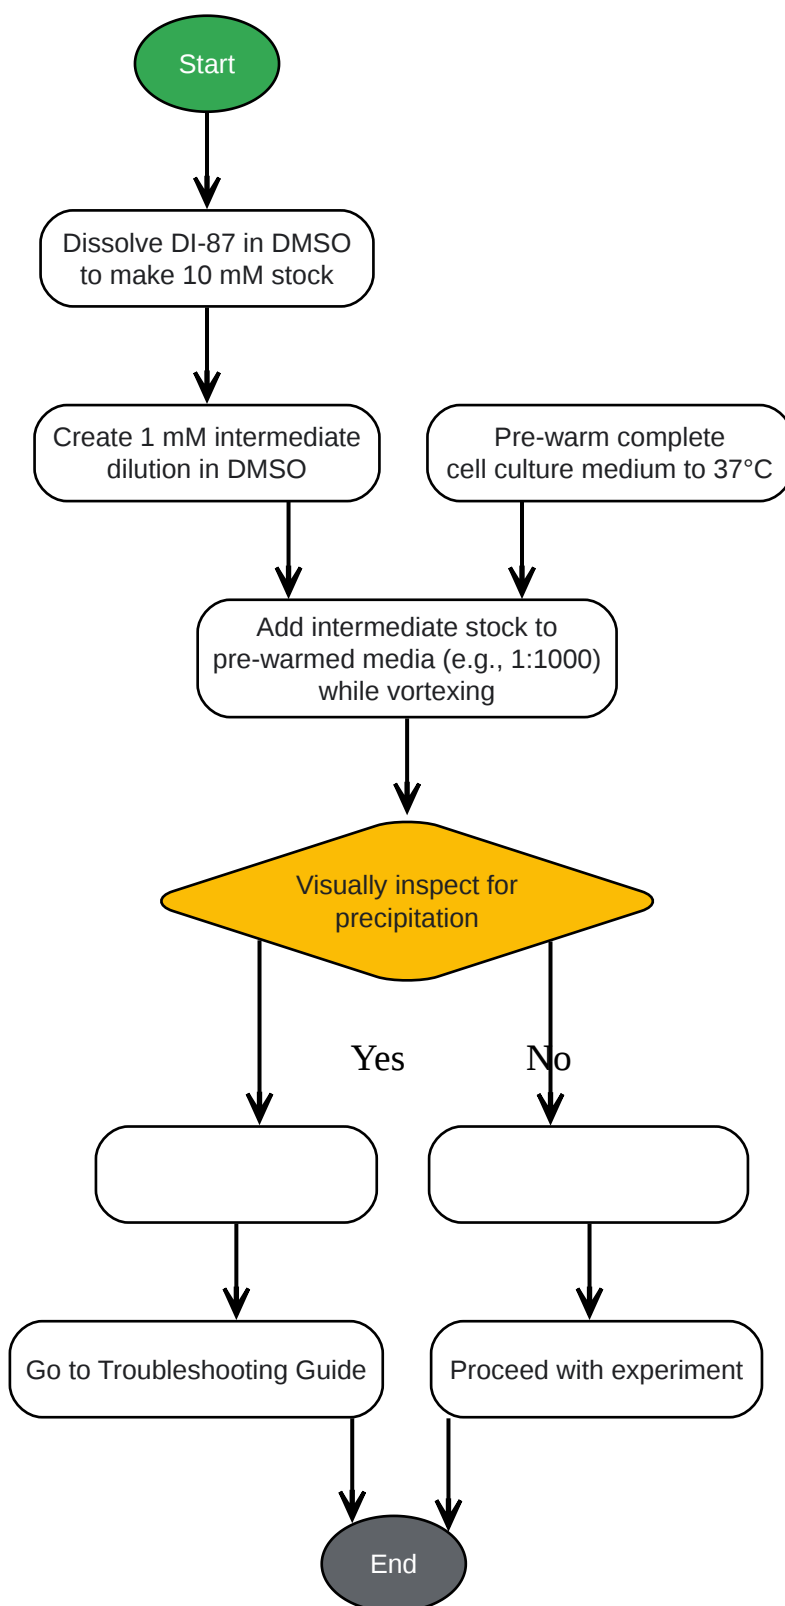 Start
Dissolve DI-87 in DMSO
to make 10 mM stock
Create 1 mM intermediate
dilution in DMSO
Pre-warm complete
cell culture medium to 37°C
Add intermediate stock to
pre-warmed media (e.g., 1:1000)
while vortexing
Visually inspect for
precipitation
Yes
No
Go to Troubleshooting Guide
Proceed with experiment
End